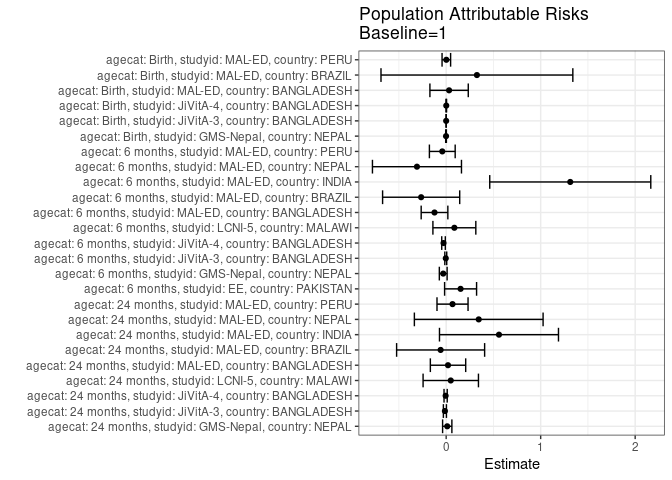 Population Attributable Risks
Baseline=1
agecat: Birth, studyid: MAL-ED, country: PERU
agecat: Birth, studyid: MAL-ED, country: BRAZIL
agecat: Birth, studyid: MAL-ED, country: BANGLADESH
agecat: Birth, studyid: JiVitA-4, country: BANGLADESH
agecat: Birth, studyid: JiVitA-3, country: BANGLADESH
agecat: Birth, studyid: GMS-Nepal, country: NEPAL
agecat: 6 months, studyid: MAL-ED, country: PERU
agecat: 6 months, studyid: MAL-ED, country: NEPAL
agecat: 6 months, studyid: MAL-ED, country: INDIA
agecat: 6 months, studyid: MAL-ED, country: BRAZIL
agecat: 6 months, studyid: MAL-ED, country: BANGLADESH
agecat: 6 months, studyid: LCNI-5, country: MALAWI
agecat: 6 months, studyid: JiVitA-4, country: BANGLADESH
agecat: 6 months, studyid: JiVitA-3, country: BANGLADESH
agecat: 6 months, studyid: GMS-Nepal, country: NEPAL
agecat: 6 months, studyid: EE, country: PAKISTAN
agecat: 24 months, studyid: MAL-ED, country: PERU
agecat: 24 months, studyid: MAL-ED, country: NEPAL
agecat: 24 months, studyid: MAL-ED, country: INDIA
agecat: 24 months, studyid: MAL-ED, country: BRAZIL
agecat: 24 months, studyid: MAL-ED, country: BANGLADESH
agecat: 24 months, studyid: LCNI-5, country: MALAWI
agecat: 24 months, studyid: JiVitA-4, country: BANGLADESH
agecat: 24 months, studyid: JiVitA-3, country: BANGLADESH
agecat: 24 months, studyid: GMS-Nepal, country: NEPAL
0 1 2
Estimate